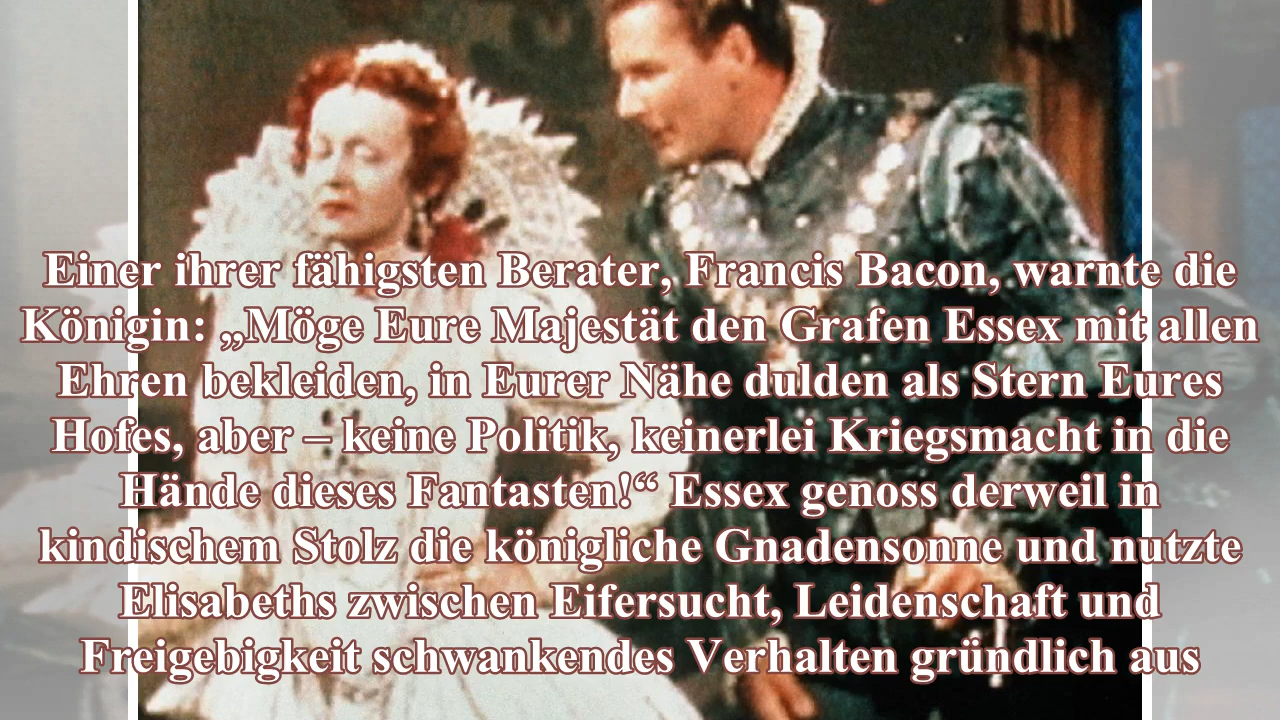 Einer ihrer fähigsten Berater, Francis Bacon, warnte die
Königin: „Möge Eure Majestät den Grafen Essex mit allen
Ehren bekleiden, in Eurer Nähe dulden als Stern Eures
Hofes, aber – keine Politik, keinerlei Kriegsmacht in die
Hände dieses Fantasten!“ Essex genoss derweil in
kindischem Stolz die königliche Gnadensonne und nutzte
Elisabeths zwischen Eifersucht, Leidenschaft und
Freigebigkeit schwankendes Verhalten gründlich aus